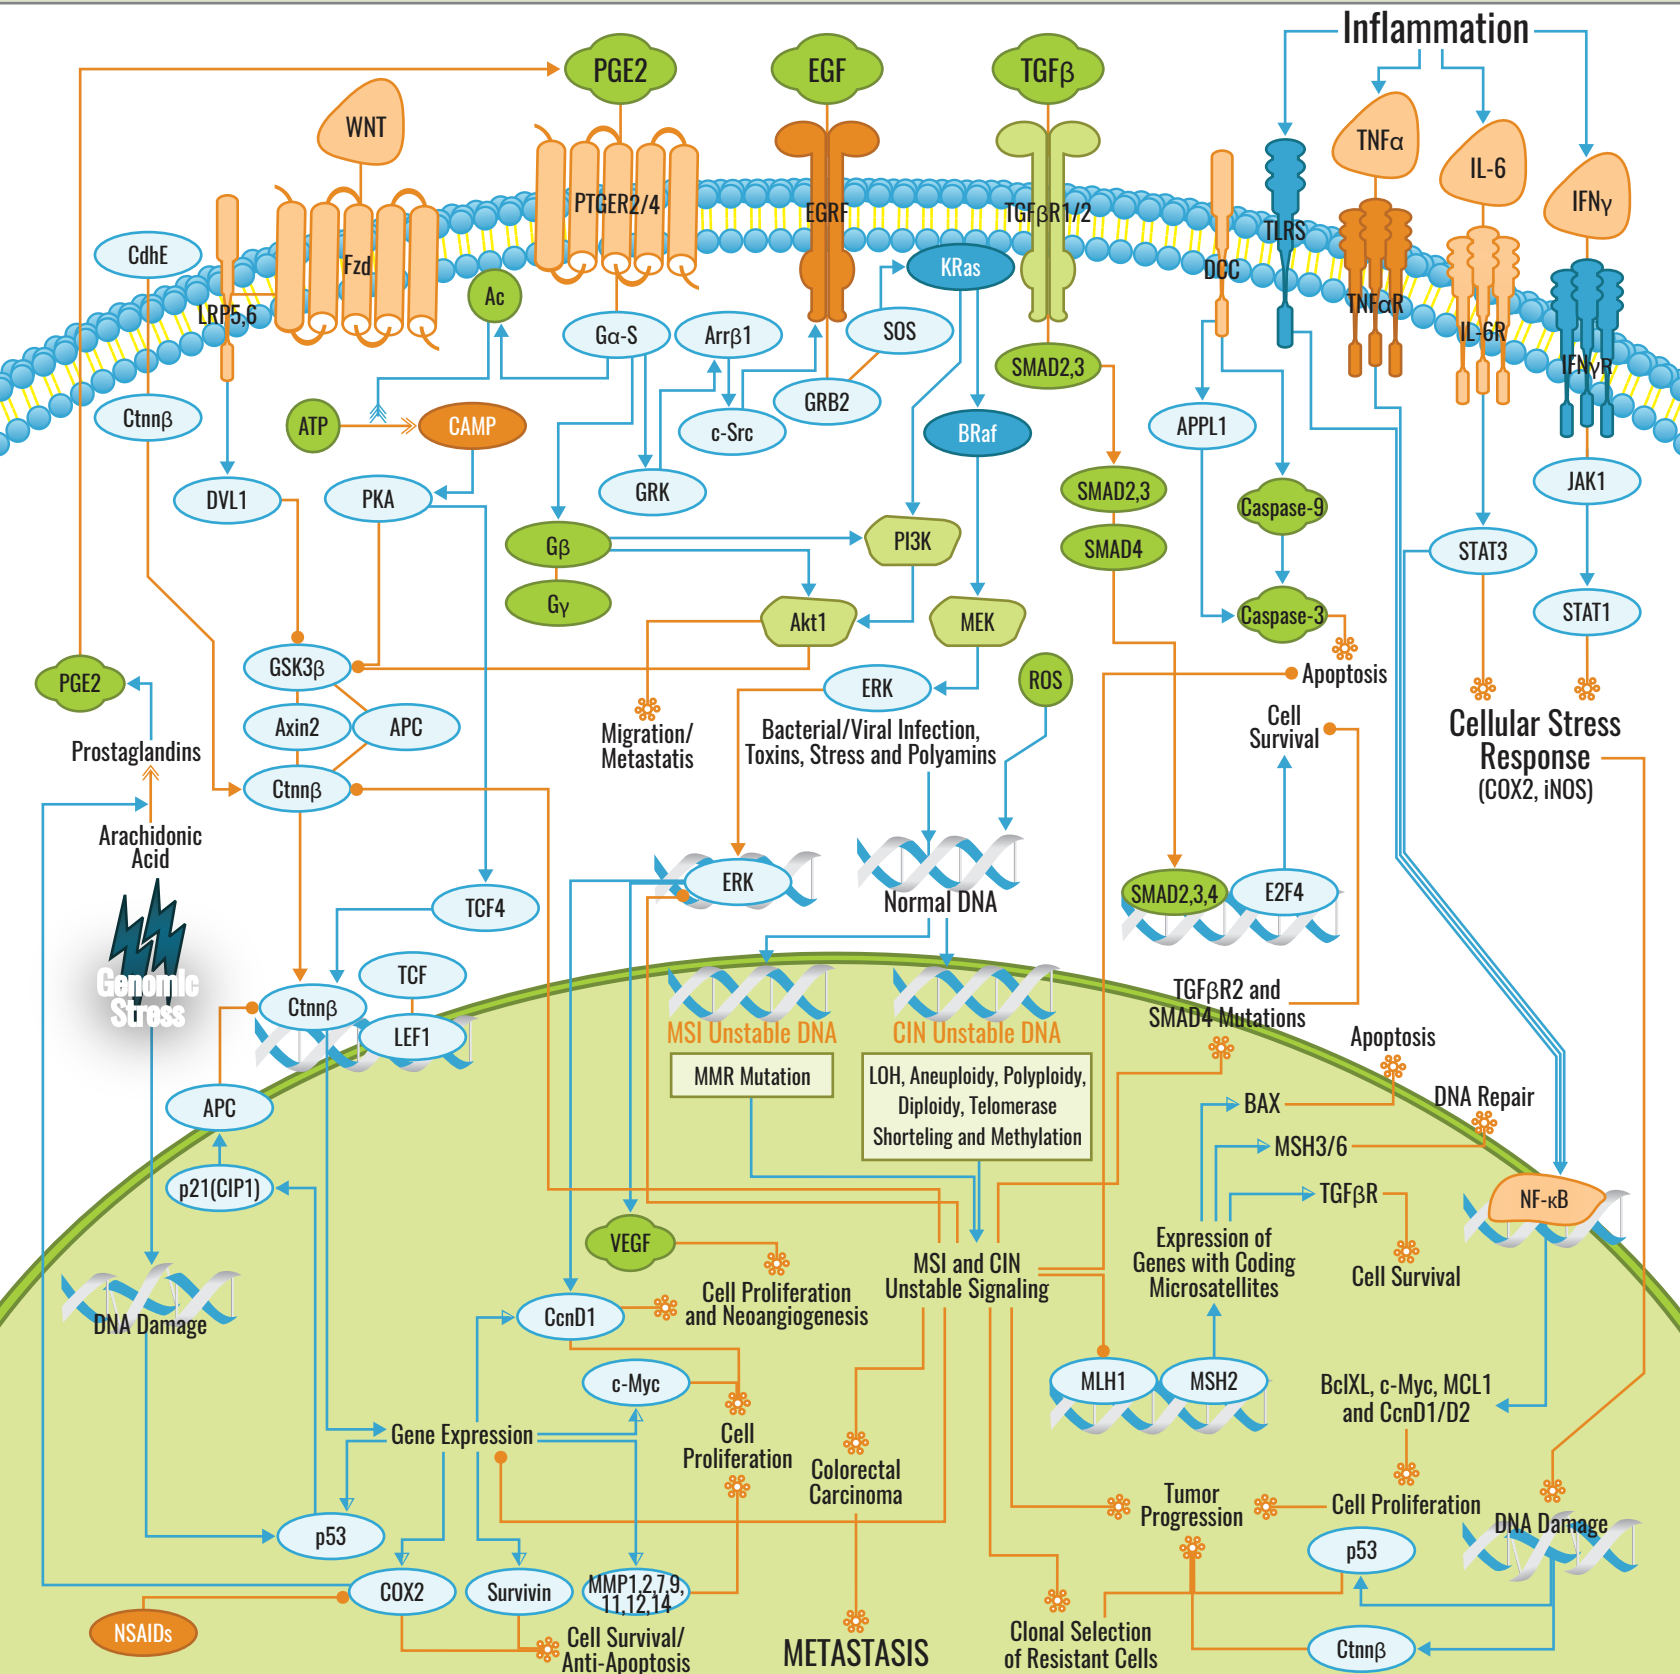 Inflammation
PGE2
EGF
TGFβ
WNT
TNFα
IL-6
IFNγ
PTGER2/4
EGRF
TGFβR1/2
TLRS
DCC
CdhE
Fzd
LRP5,6
Ac
KRas
TNFαR
IL-6R
IFNγR
Gα-S
Arrβ1
SOS
SMAD2,3
Ctnnβ
ATP
CAMP
c-Src
GRB2
BRaf
APPL1
DVL1
PKA
GRK
SMAD2,3
Caspase-9
JAK1
Gβ
PI3K
SMAD4
STAT3
Gγ
Akt1
MEK
Caspase-3
STAT1
GSK3β
PGE2
ERK
ROS
Apoptosis
Axin2
APC
Migration/
Metastatis
Bacterial/Viral Infection,
Toxins, Stress and Polyamins
Cell
Survival
Cellular Stress
Response
(COX2, iNOS)
Prostaglandins
Ctnnβ
Arachidonic
Acid
TCF4
ERK
Normal DNA
SMAD2,3,4
E2F4
Genomic
Stress
TCF
Ctnnβ
LEF1
MSI Unstable DNA
CIN Unstable DNA
TGFβR2 and
SMAD4 Mutations
Apoptosis
MMR Mutation
LOH, Aneuploidy, Polyploidy,
Diploidy, Telomerase
Shorteling and Methylation
APC
BAX
DNA Repair
MSH3/6
p21(CIP1)
TGFβR
NF-κB
VEGF
MSI and CIN
Unstable Signaling
Expression of
Genes with Coding
Microsatellites
Cell Survival
Cell Proliferation
and Neoangiogenesis
DNA Damage
CcnD1
c-Myc
MLH1
MSH2
BclXL, c-Myc, MCL1
and CcnD1/D2
Gene Expression
Cell
Proliferation
Colorectal
Carcinoma
Tumor
Progression
Cell Proliferation
DNA Damage
p53
p53
COX2
Survivin
MMP1,2,7,9,
11,12,14
NSAIDs
Cell Survival/
Anti-Apoptosis
METASTASIS
Clonal Selection
of Resistant Cells
Ctnnβ